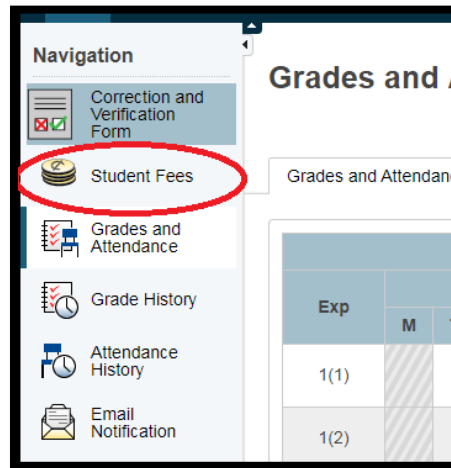 Navigation
Correction and
Verification
Form
Student Fees
Grades and
Attendance
Grade History
Attendance
History
Email
Notification
Grades and
Grades and Attendan
Exp
M
1(1)
1(2)